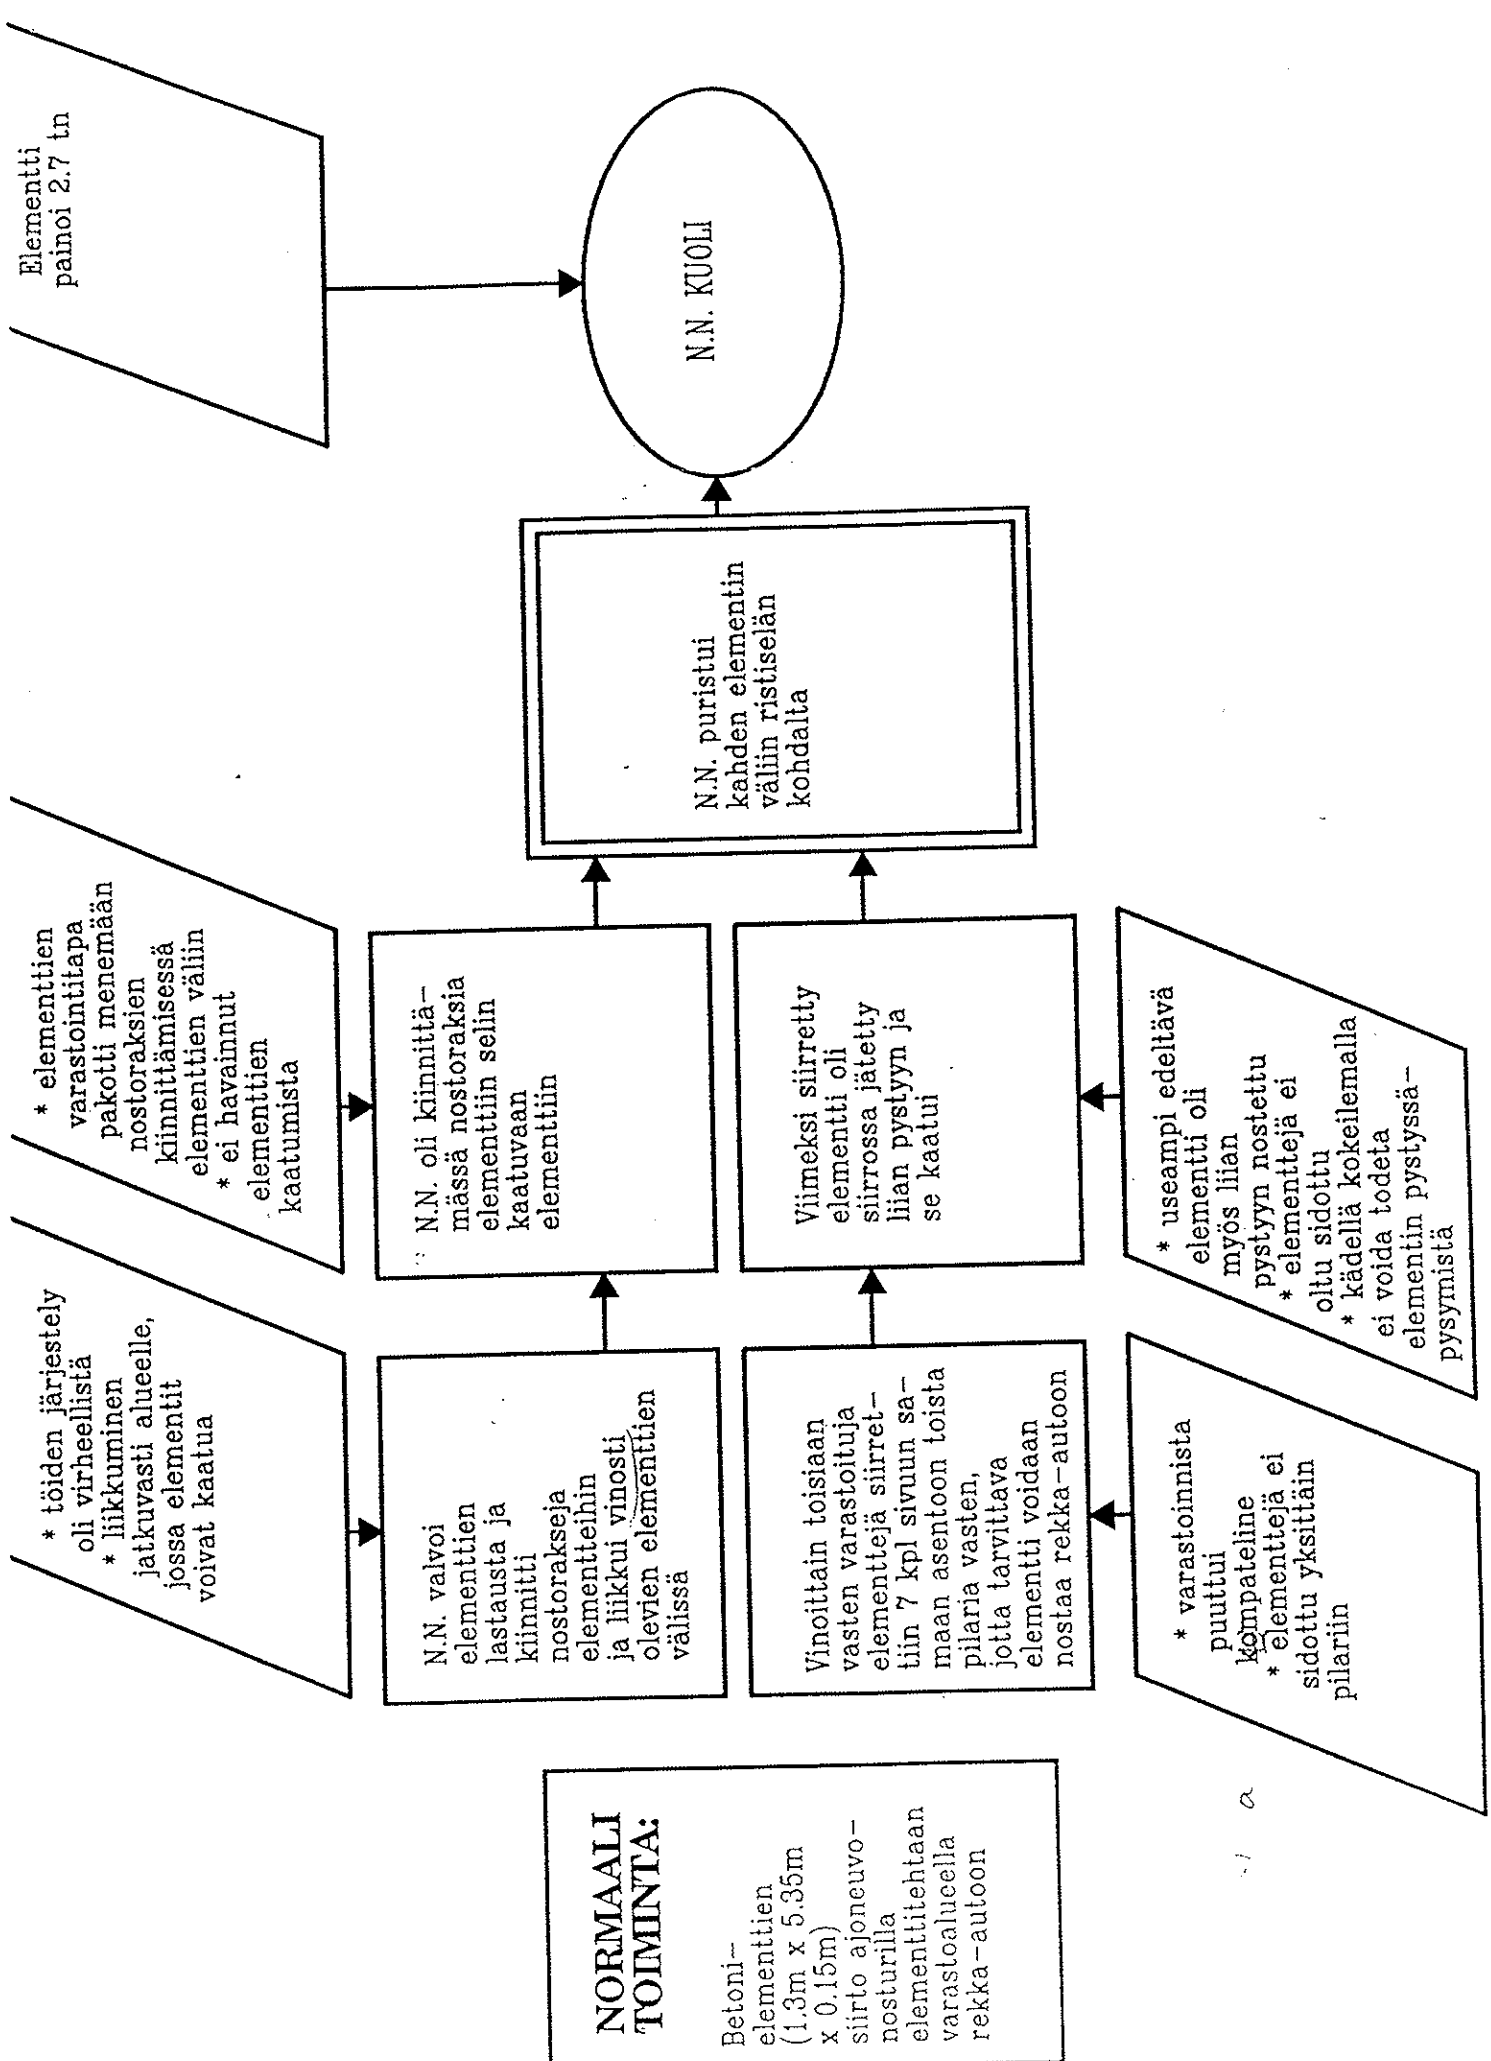 NORMAALI
TOIMINTA:
Betoni-
elementtien
(1.3m x 5.35m
x 0.15m)
siirto ajoneuvo-
nosturilla
elementtitehtaan
varastoalueella
rekka-autoon
* töiden järjestely
oli virheellistä
* liikkuminen
jatkuvasti alueelle,
jossa elementit
voivat kaatua
N.N. valvoi
elementtien
lastausta ja
kiinnitti
nostorakseja
elementteihin
ja liikkui vinosti
olevien elementtien
välissä
Vinoittain toisiaan
vasten varastoituja
elementtejä siirret-
tiin 7 kpl sivuun sa-
maan asentoon toista
pilaria vasten,
jotta tarvittava
elementti voidaan
nostaa rekka-autoon
* varastoinnista
puuttui
kampateline
* elementtejä ei
sidottu yksittäin
pilariin
* elementtien
varastointitapa
pakotti menemään
nostoraksien
kiinnittämisessä
elementtien väliin
* ei havainnut
elementtien
kaatumista
N.N. oli kiinnittä-
mässä nostoraksia
elementtiin selin
kaatuvaan
elementtiin
Viimeksi siirretty
elementti oli
siirrossa jätetty
liian pystyyn ja
se kaatui
* useampi edeltävä
elementti oli
myös liian
pystyyn nostettu
* elementtejä ei
oltu sidottu
* kädellä kokeilemalla
ei voida todeta
elementin pystyssä-
pysymistä
N.N. puristui
kahden elementin
väliin ristiselän
kohdalta
Elementti
painoi 2.7 tn
N.N. KUOLI